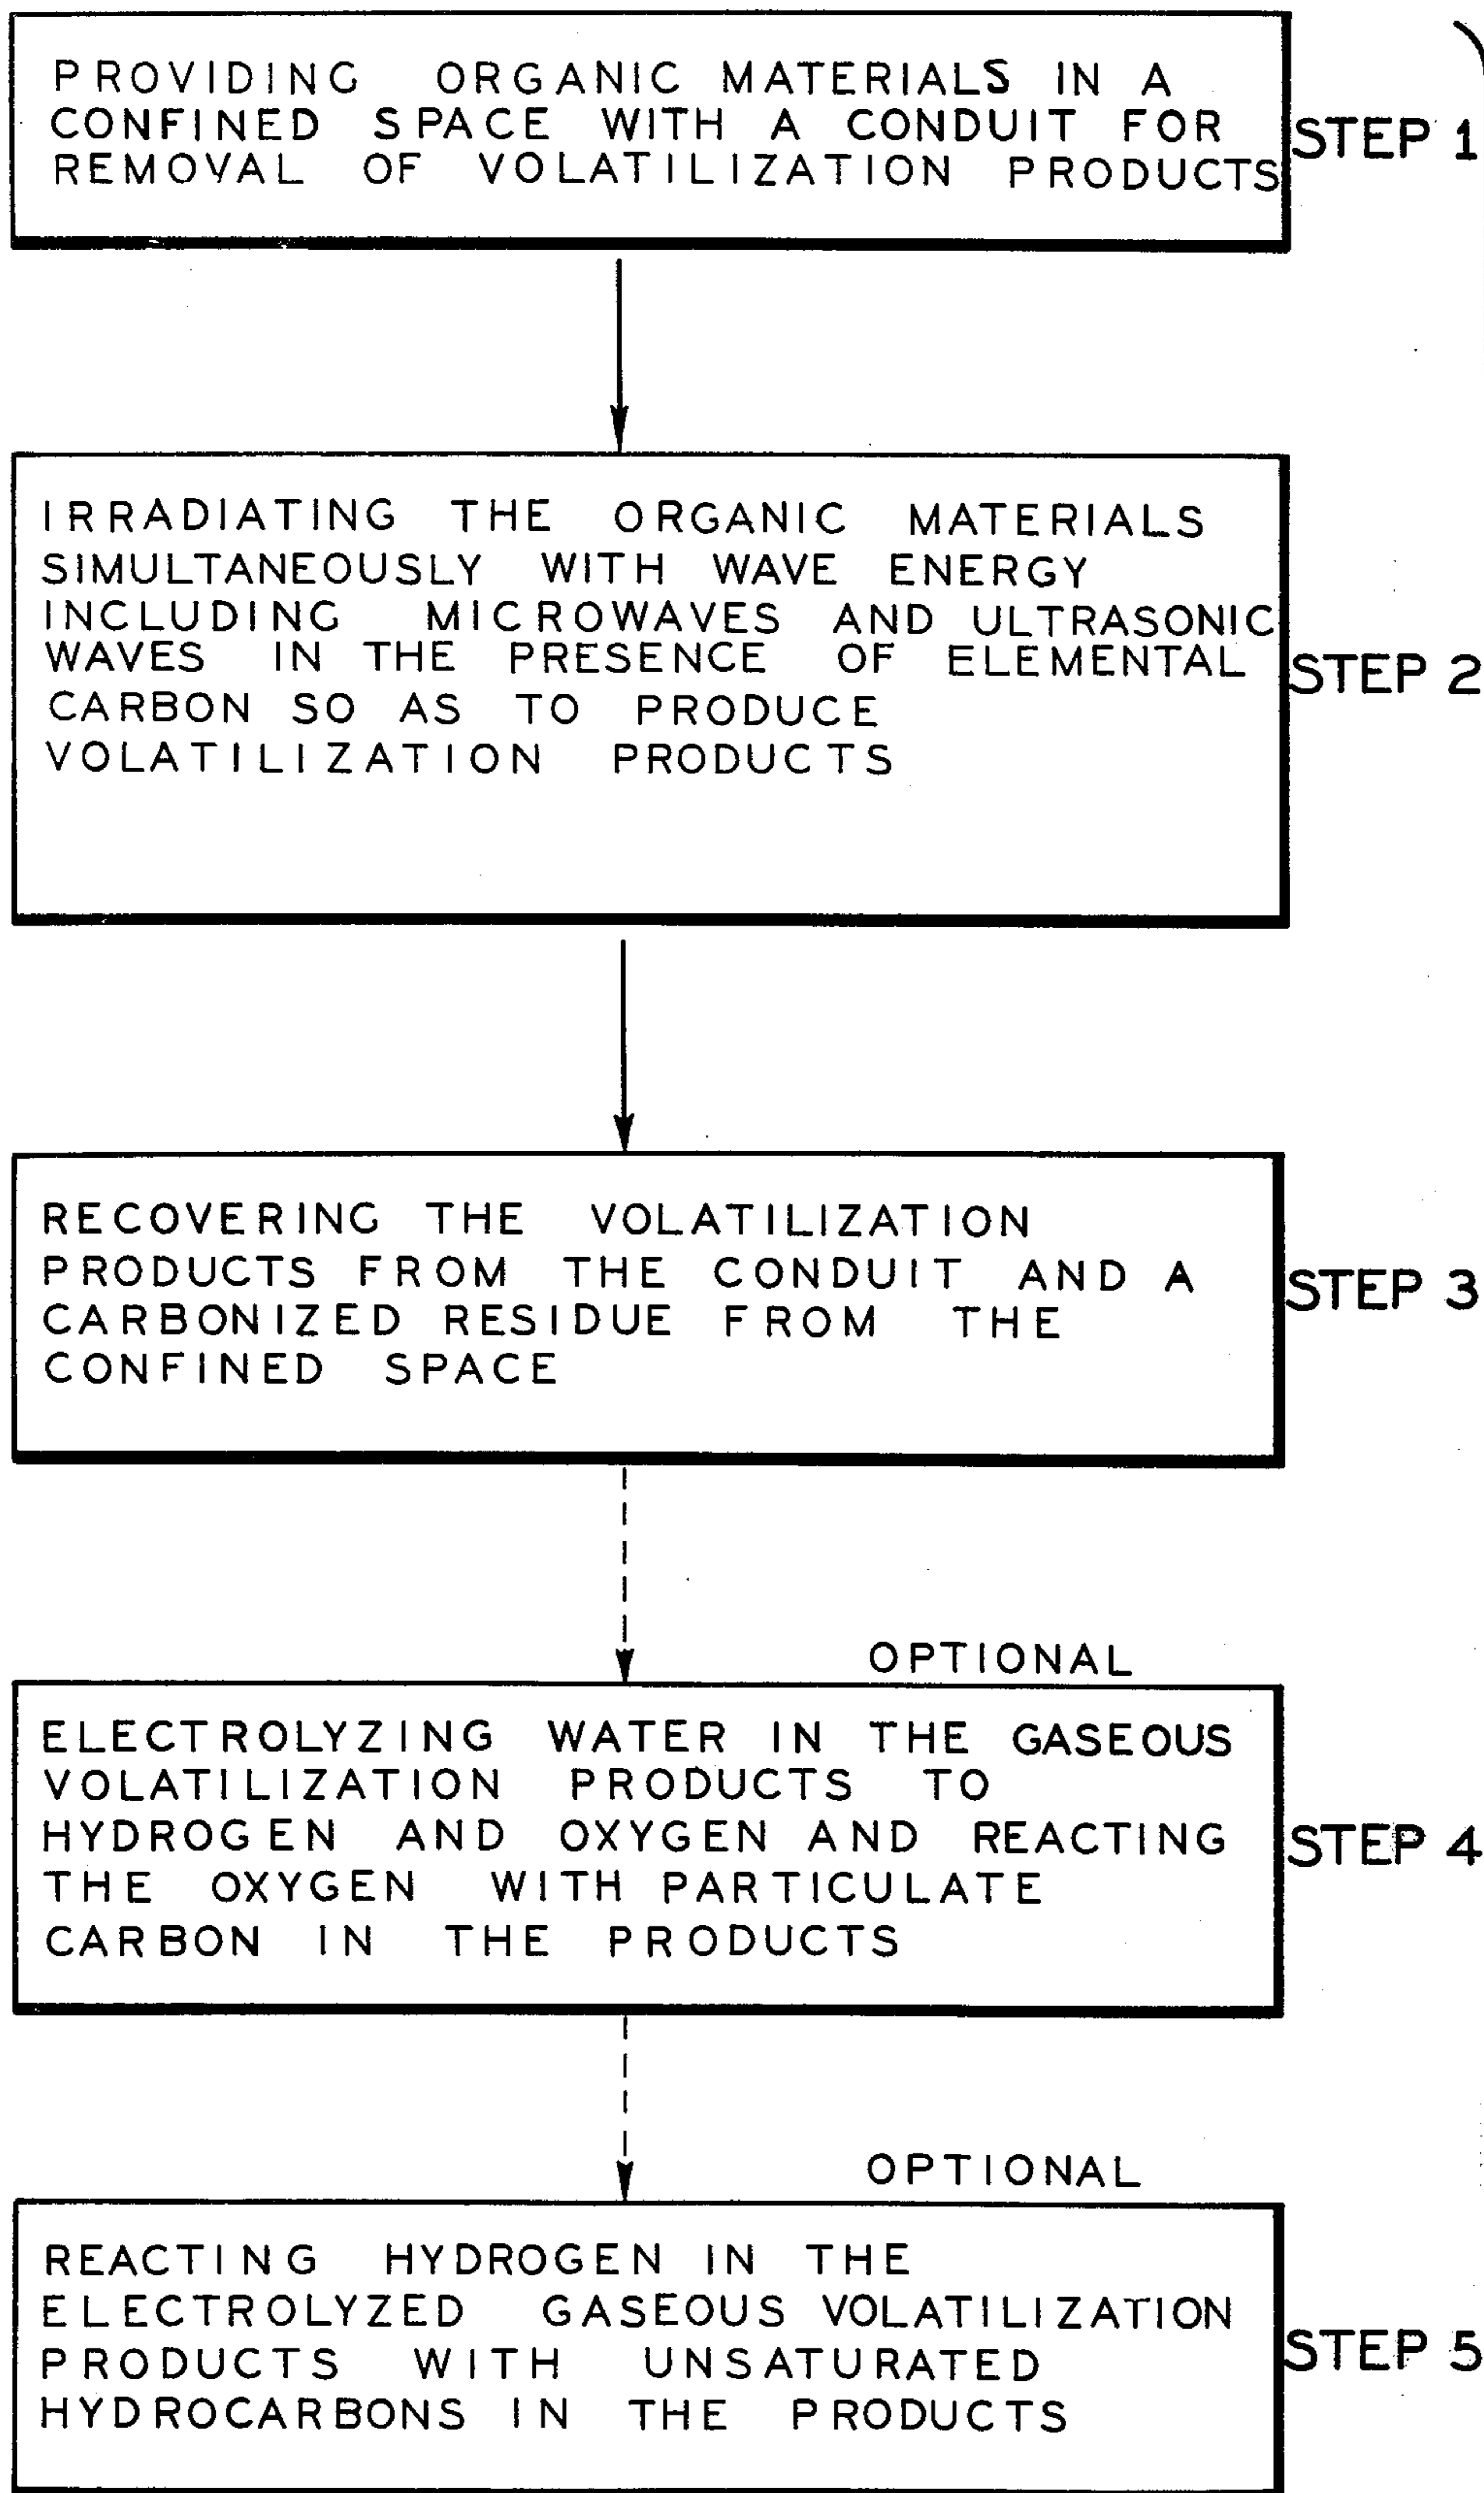 PROVIDING ORGANIC MATERIALS IN A
CONFINED SPACE WITH A CONDUIT FOR
REMOVAL OF VOLATILIZATION PRODUCTS
STEP 1
IRRADIATING THE ORGANIC MATERIALS
SIMULTANEOUSLY WITH WAVE ENERGY
INCLUDING MICROWAVES AND ULTRASONIC
WAVES IN THE PRESENCE OF ELEMENTAL
CARBON SO AS TO PRODUCE
VOLATILIZATION PRODUCTS
STEP 2
RECOVERING THE VOLATILIZATION
PRODUCTS FROM THE CONDUIT AND A
CARBONIZED RESIDUE FROM THE
CONFINED SPACE
STEP 3
OPTIONAL
ELECTROLYZING WATER IN THE GASEOUS
VOLATILIZATION PRODUCTS TO
HYDROGEN AND OXYGEN AND REACTING
THE OXYGEN WITH PARTICULATE
CARBON IN THE PRODUCTS
STEP 4
OPTIONAL
REACTING HYDROGEN IN THE
ELECTROLYZED GASEOUS VOLATILIZATION
PRODUCTS WITH UNSATURATED
HYDROCARBONS IN THE PRODUCTS
STEP 5